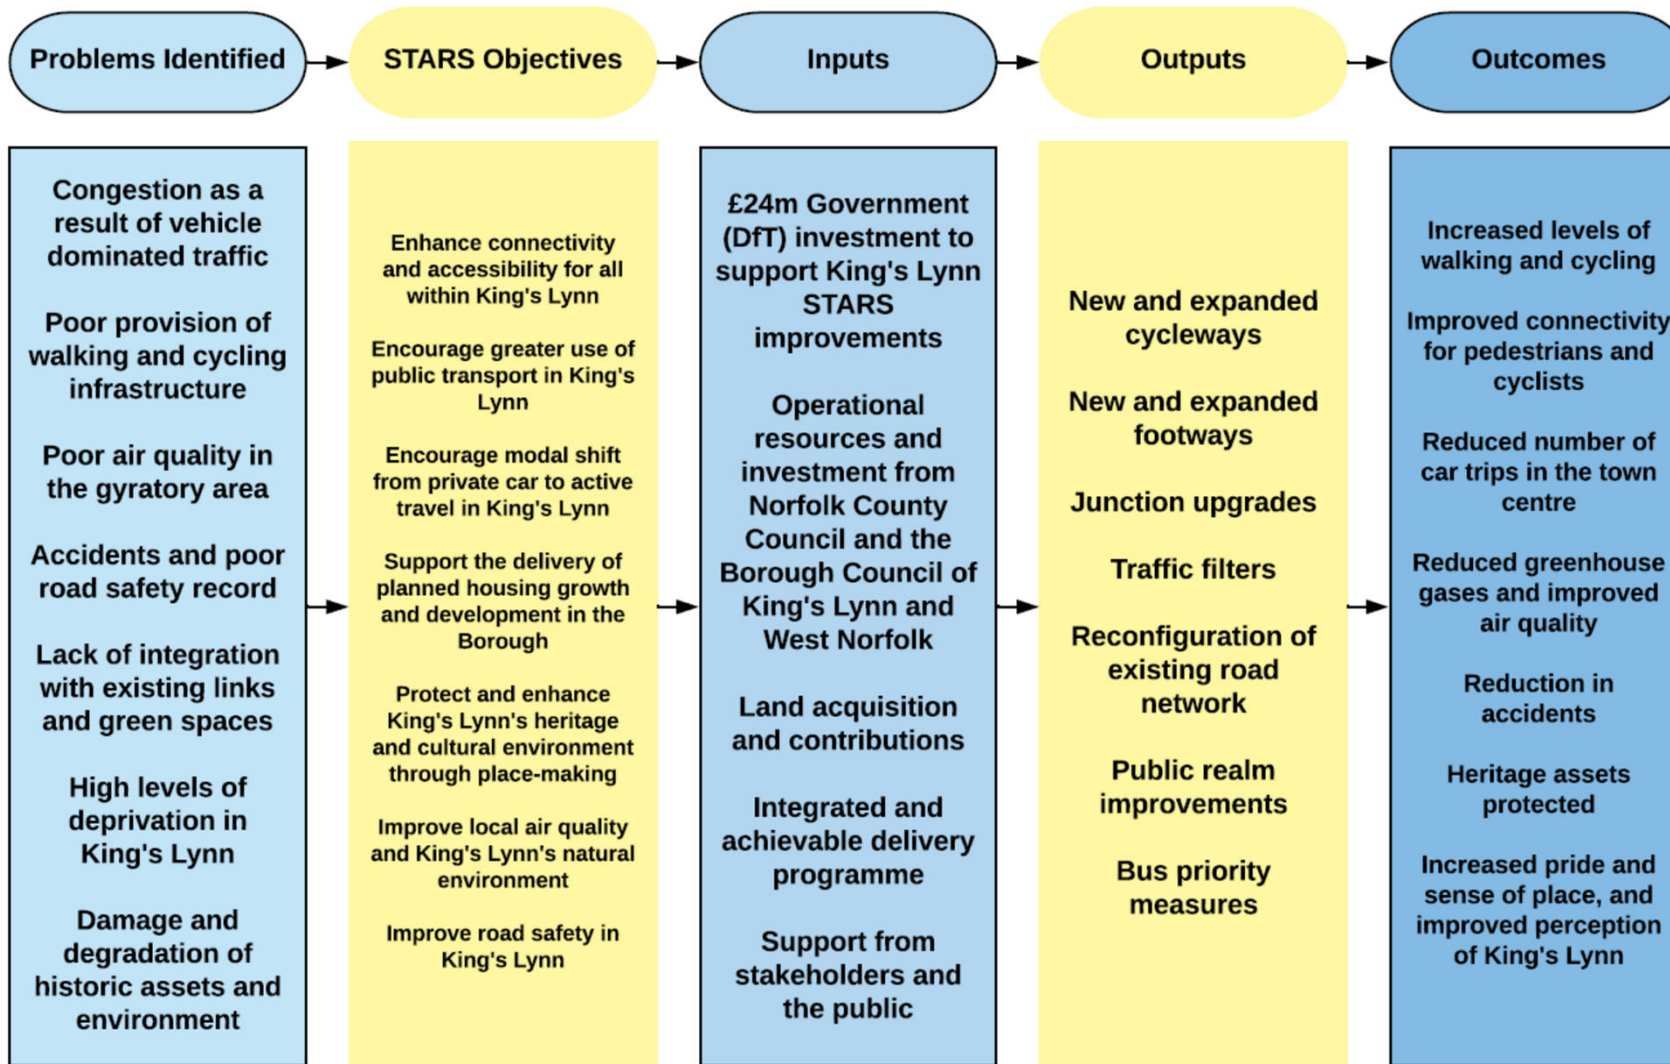 Problems Identified
STARS Objectives
Inputs
Outputs
Outcomes
Congestion as a
result of vehicle
dominated traffic
Poor provision of
walking and cycling
infrastructure
Poor air quality in
the gyratory area
Accidents and poor
road safety record
Lack of integration
with existing links
and green spaces
High levels of
deprivation in
King's Lynn
Damage and
degradation of
historic assets and
environment
Enhance connectivity
and accessibility for all
within King's Lynn
Encourage greater use of
public transport in King's
Lynn
Encourage modal shift
from private car to active
travel in King's Lynn
Support the delivery of
planned housing growth
and development in the
Borough
Protect and enhance
King's Lynn's heritage
and cultural environment
through place-making
Improve local air quality
and King's Lynn's natural
environment
Improve road safety in
King's Lynn
£24m Government
(DfT) investment to
support King's Lynn
STARS
improvements
Operational
resources and
investment from
Norfolk County
Council and the
Borough Council of
King's Lynn and
West Norfolk
Land acquisition
and contributions
Integrated and
achievable delivery
programme
Support from
stakeholders and
the public
New and expanded
cycleways
New and expanded
footways
Junction upgrades
Traffic filters
Reconfiguration of
existing road
network
Public realm
improvements
Bus priority
measures
Increased levels of
walking and cycling
Improved connectivity
for pedestrians and
cyclists
Reduced number of
car trips in the town
centre
Reduced greenhouse
gases and improved
air quality
Reduction in
accidents
Heritage assets
protected
Increased pride and
sense of place, and
improved perception
of King's Lynn